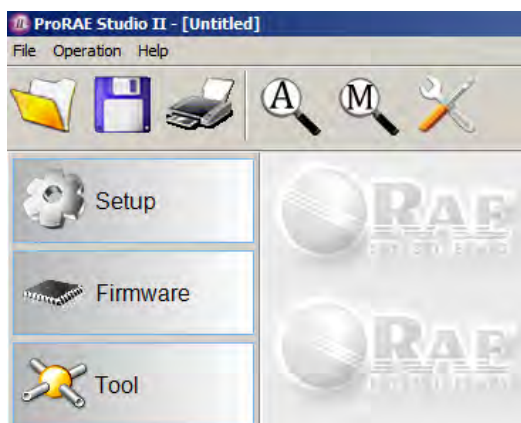 ProRAE Studio II - [Untitled]
File Operation Help
A M
Setup
RAE
Firmware
RAE
Tool